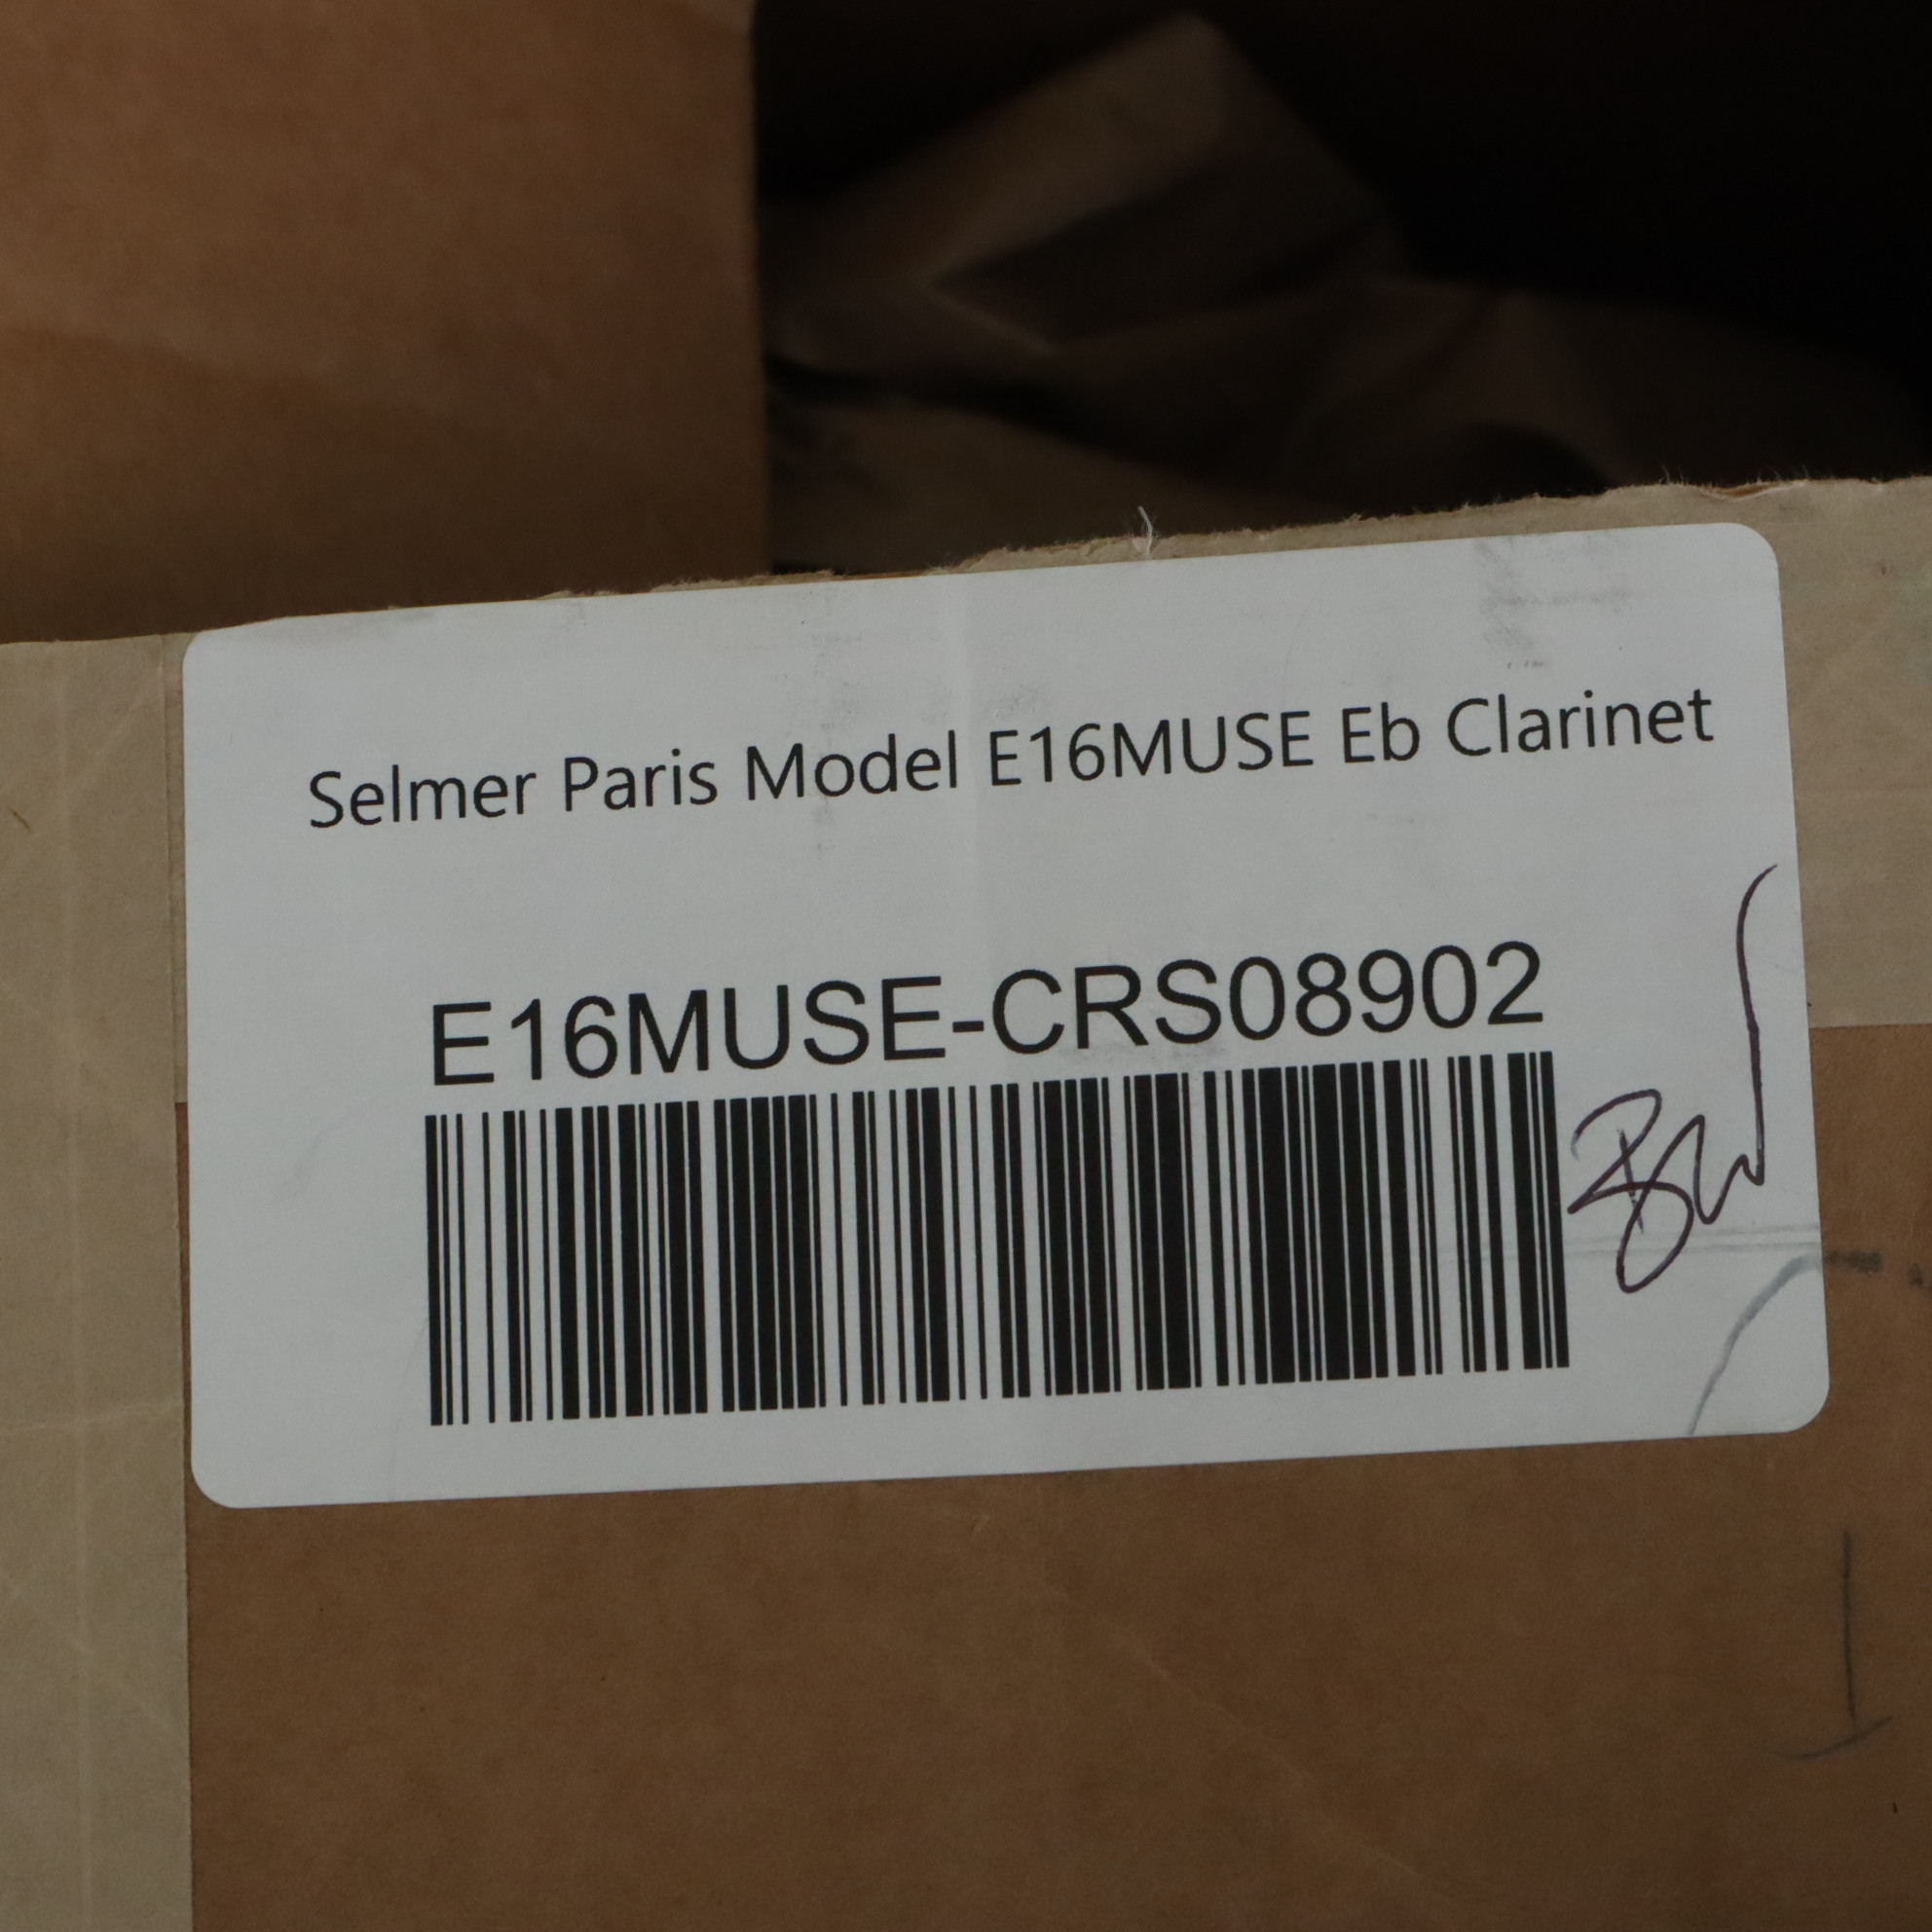 Selmer Paris Model E16MUSE Eb Clarinet
E16MUSE-CRS08902